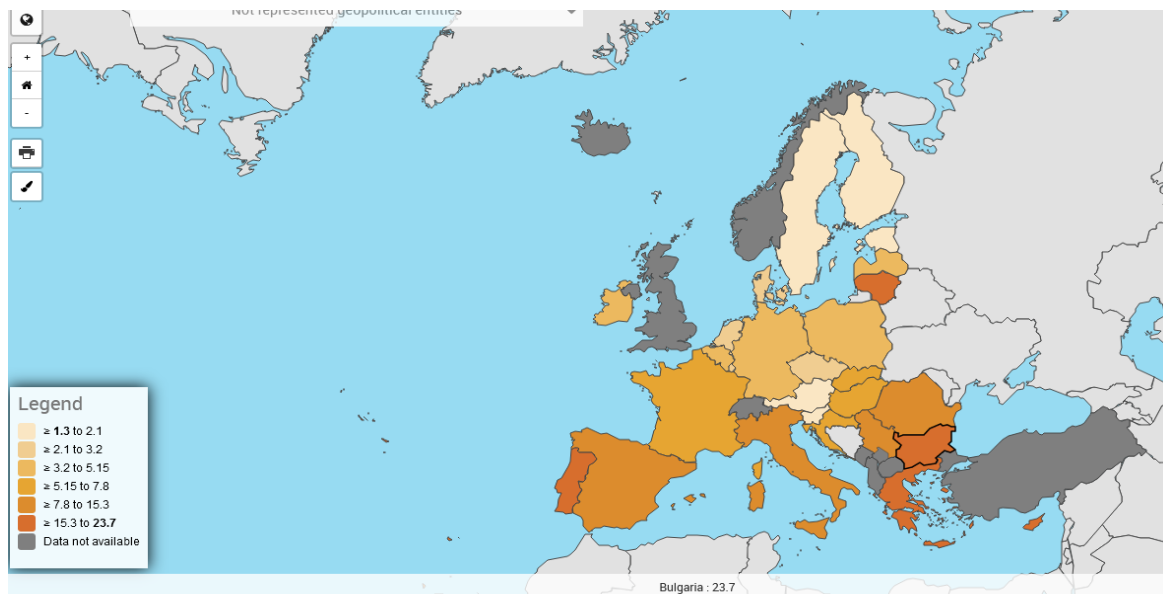 Not represented geopolitical entities
+
-
Legend
≥ 1.3 to 2.1
≥ 2.1 to 3.2
≥ 3.2 to 5.15
≥ 5.15 to 7.8
≥ 7.8 to 15.3
≥ 15.3 to 23.7
Data not available
Bulgaria : 23.7